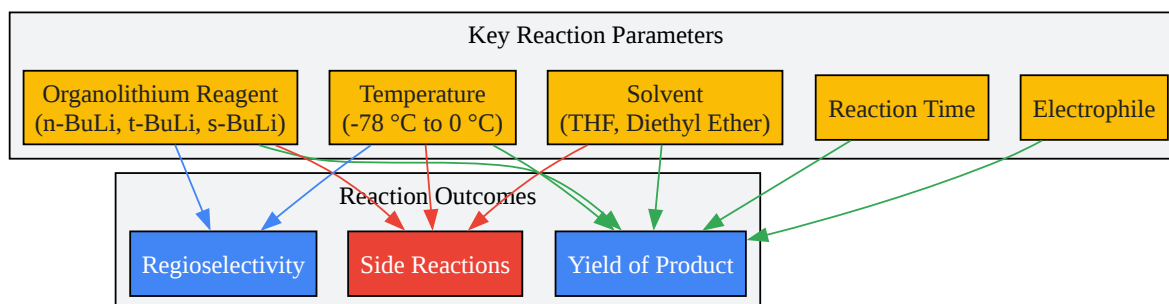 Key Reaction Parameters
Organolithium Reagent
(n-BuLi, t-BuLi, s-BuLi)
Temperature
(-78 °C to 0 °C)
Solvent
(THF, Diethyl Ether)
Reaction Time
Electrophile
Reaction Outcomes
Regioselectivity
Side Reactions
Yield of Product